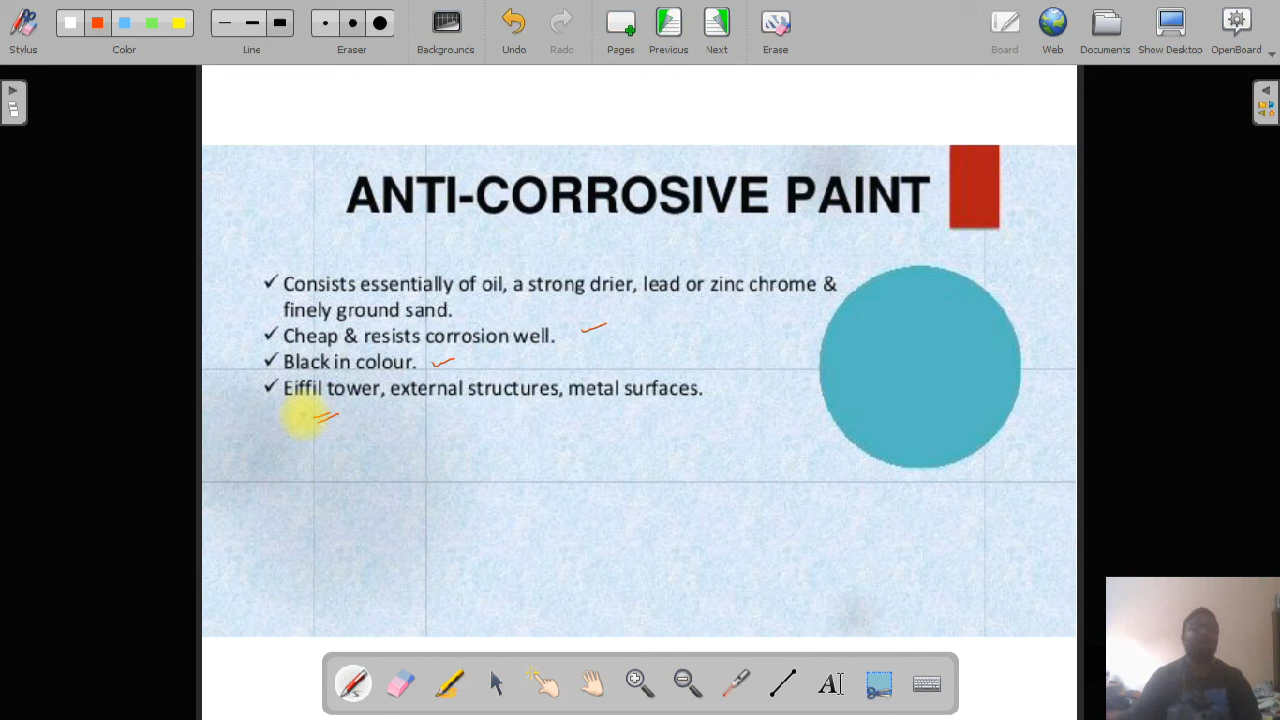 Stylus
Color
Line
Eraser
Backgrounds
Undo
Redo
Pages
Previous
Next
Erase
Board
Web
Documents
Show Desktop
OpenBoard
ANTI-CORROSIVE PAINT
✓ Consists essentially of oil, a strong drier, lead or zinc chrome &
finely ground sand.
✓ Cheap & resists corrosion well.
✓ Black in colour.
✓ Eiffil tower, external structures, metal surfaces.